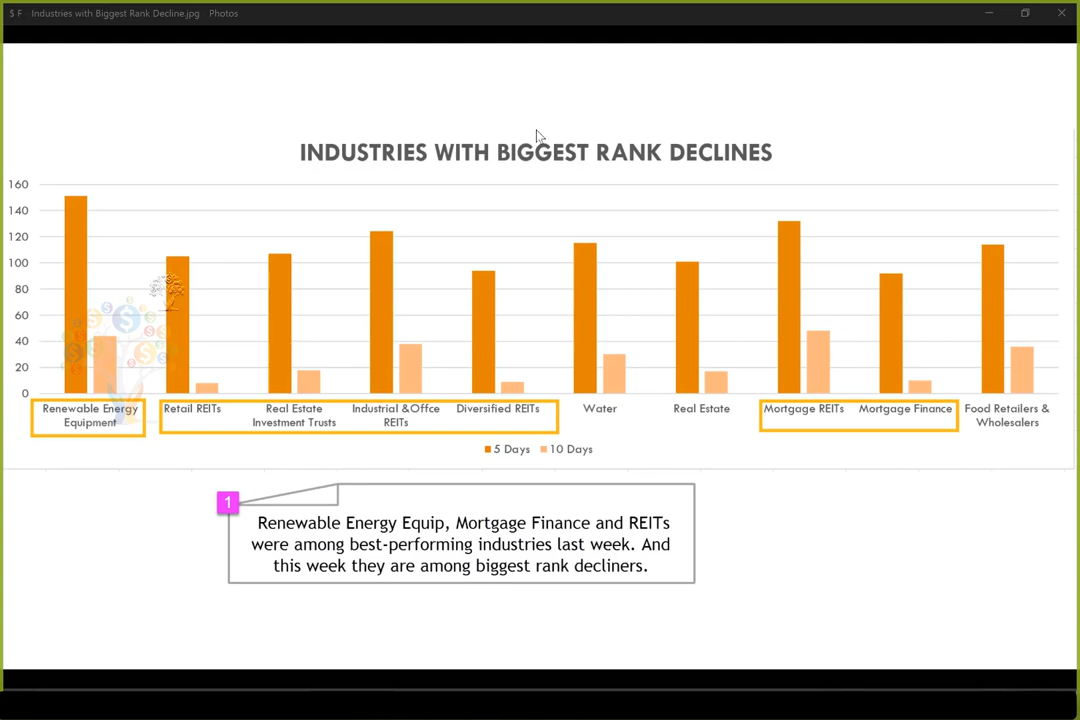 $ F - Industries with Biggest Rank Decline.jpg Photos
INDUSTRIES WITH BIGGEST RANK DECLINES
160
140
120
100
80
60
40
20
0
Renewable Energy
Equipment
Retail REITs
Real Estate
Investment Trusts
Industrial &Offce
REITs
Diversified REITs
Water
Real Estate
Mortgage REITs
Mortgage Finance
Food Retailers &
Wholesalers
5 Days
10 Days
1
Renewable Energy Equip, Mortgage Finance and REITs
were among best-performing industries last week. And
this week they are among biggest rank decliners.